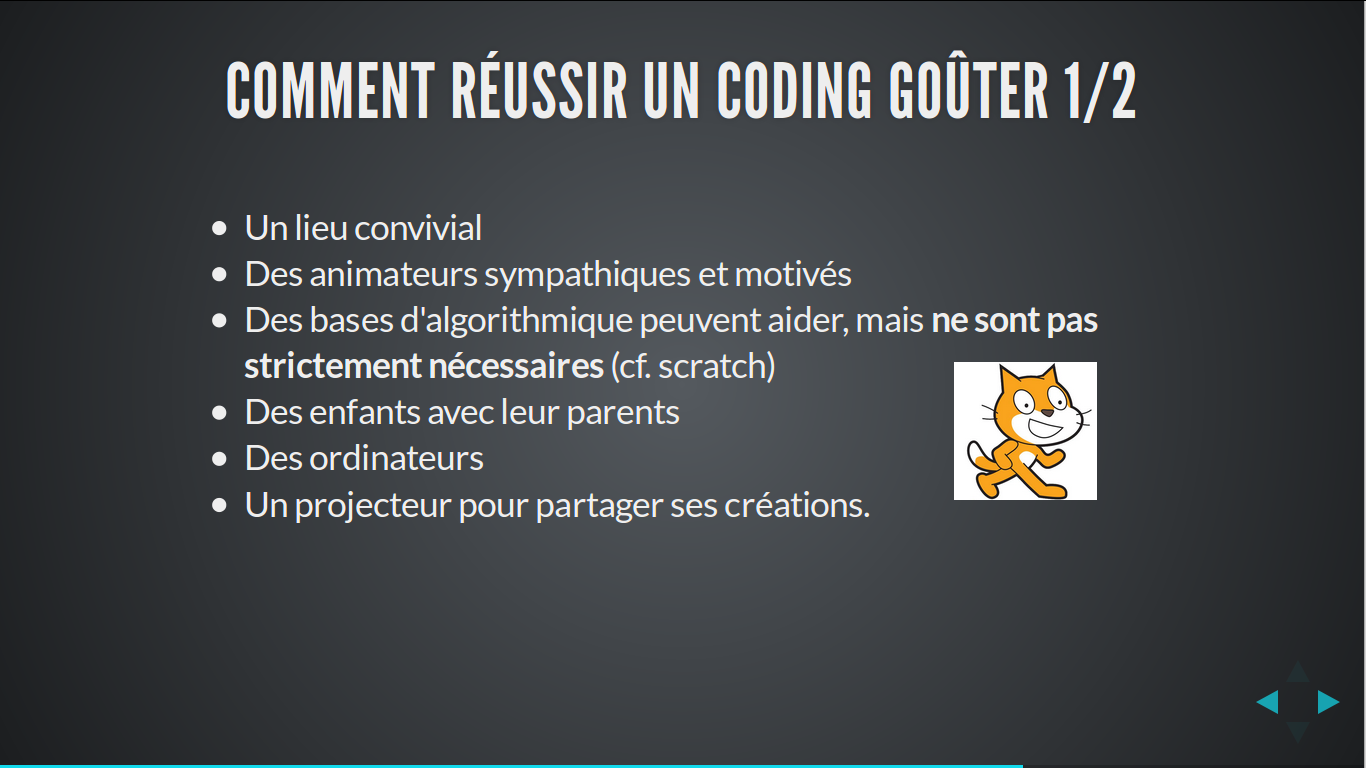 COMMENT RÉUSSIR UN CODING GOÛTER 1/2
Un lieu convivial
Des animateurs sympathiques et motivés
Des bases d'algorithmique peuvent aider, mais ne sont pas
strictement nécessaires (cf. scratch)
Des enfants avec leur parents
Des ordinateurs
Un projecteur pour partager ses créations.